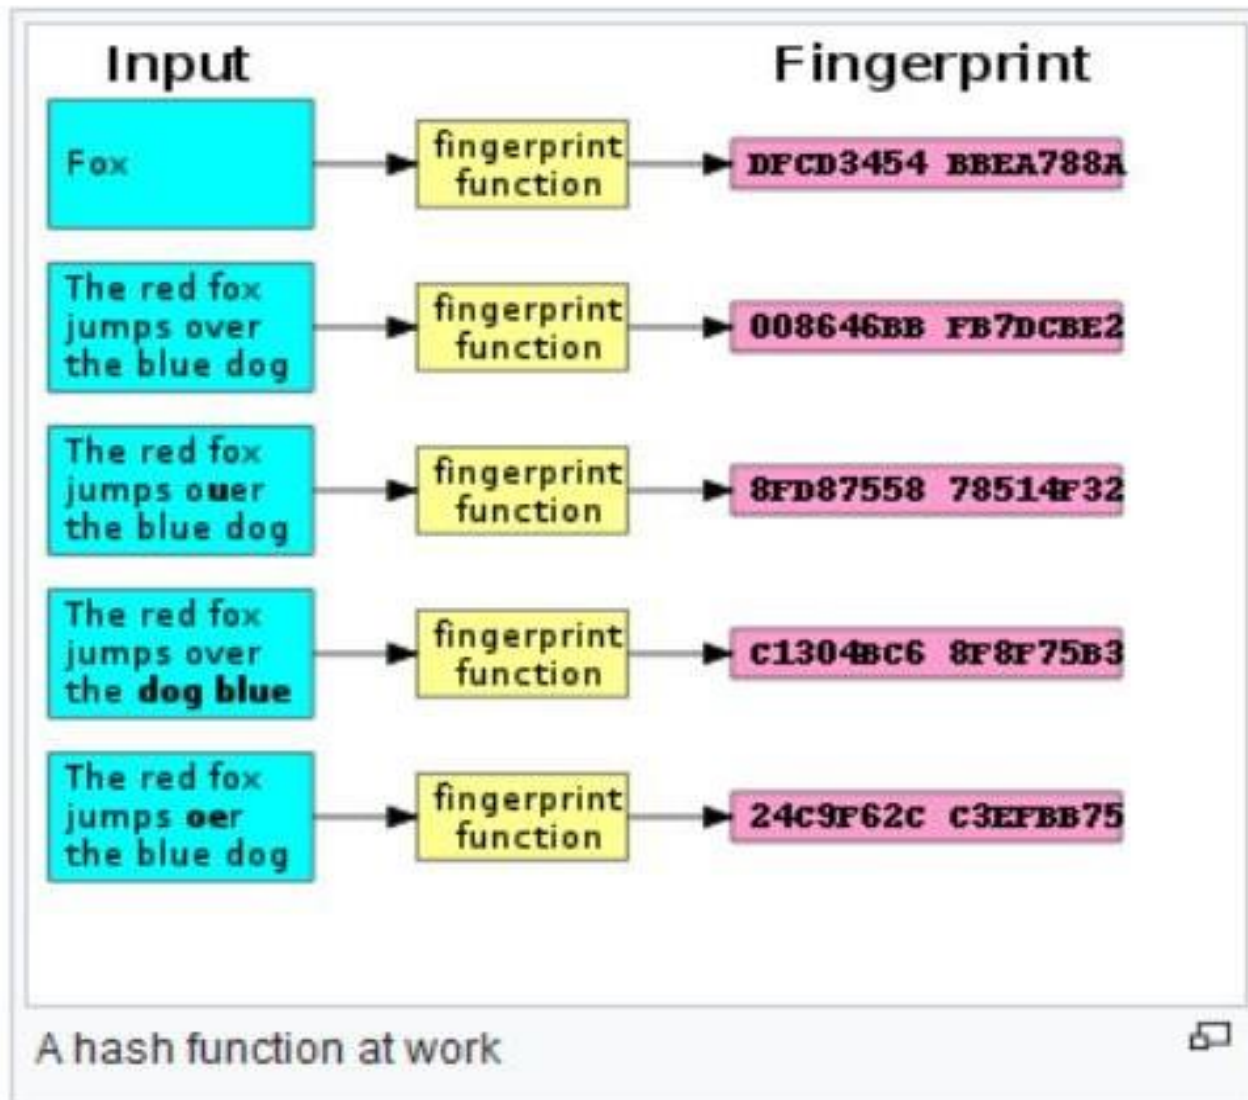 Input
Fingerprint
Fox
fingerprint
function
DFCD3454 BBEA788A
The red fox
jumps over
the blue dog
fingerprint
function
008646BB FB7DCBE2
The red fox
jumps ouer
the blue dog
fingerprint
function
8FD87558 78514F32
The red fox
jumps over
the dog blue
fingerprint
function
C1304BC6 8F8F75B3
The red fox
jumps oer
the blue dog
fingerprint
function
24C9F62C C3EFBB75
A hash function at work